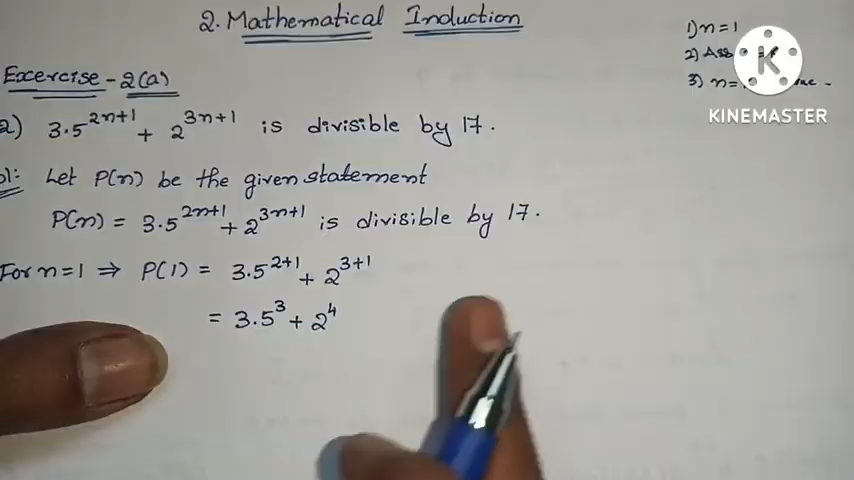 2. Mathematical Induction
1) n=1
2) Ass
3) n=
K
KINEMASTER
Excercise - 2(a)
2) 3·5^{2n+1} + 2^{3n+1} is divisible by 17.
ol: Let P(n) be the given statement
P(n) = 3·5^{2n+1} + 2^{3n+1} is divisible by 17.
For n=1 ⇒ P(1) = 3·5^{2+1} + 2^{3+1}
= 3·5^3 + 2^4